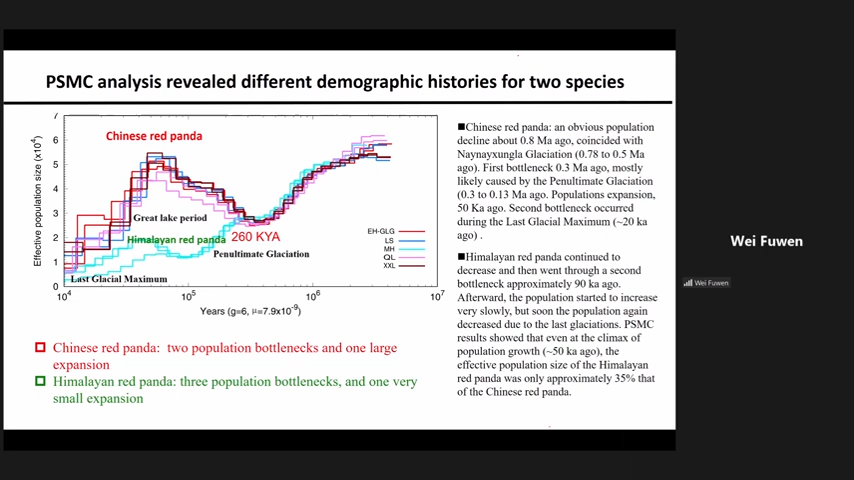 PSMC analysis revealed different demographic histories for two species
7
6
5
4
3
2
1
0
Effective population size (x10⁴)
Chinese red panda
Great lake period
Himalayan red panda
260 KYA
Penultimate Glaciation
Last Glacial Maximum
EH-GLG
LS
MH
QL
XXL
10⁴
10⁵
10⁶
10⁷
Years (g=6, μ=7.9x10⁻⁹)
Chinese red panda: two population bottlenecks and one large
expansion
Himalayan red panda: three population bottlenecks, and one very
small expansion
■Chinese red panda: an obvious population
decline about 0.8 Ma ago, coincided with
Naynayxungla Glaciation (0.78 to 0.5 Ma
ago). First bottleneck 0.3 Ma ago, mostly
likely caused by the Penultimate Glaciation
(0.3 to 0.13 Ma ago. Populations expansion,
50 Ka ago. Second bottleneck occurred
during the Last Glacial Maximum (~20 ka
ago) .
■Himalayan red panda continued to
decrease and then went through a second
bottleneck approximately 90 ka ago.
Afterward, the population started to increase
very slowly, but soon the population again
decreased due to the last glaciations. PSMC
results showed that even at the climax of
population growth (~50 ka ago), the
effective population size of the Himalayan
red panda was only approximately 35% that
of the Chinese red panda.
Wei Fuwen
Wei Fuwen